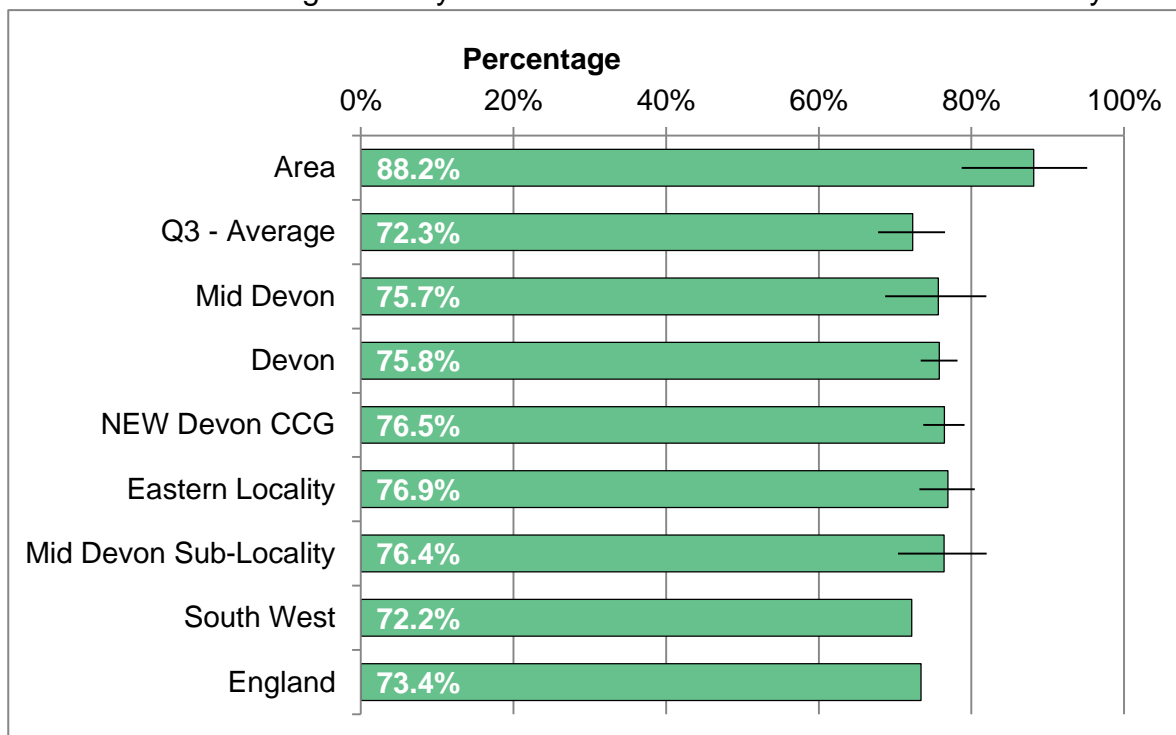 Percentage
0% 20% 40% 60% 80% 100%
Area 88.2%
Q3 - Average 72.3%
Mid Devon 75.7%
Devon 75.8%
NEW Devon CCG 76.5%
Eastern Locality 76.9%
Mid Devon Sub-Locality 76.4%
South West 72.2%
England 73.4%